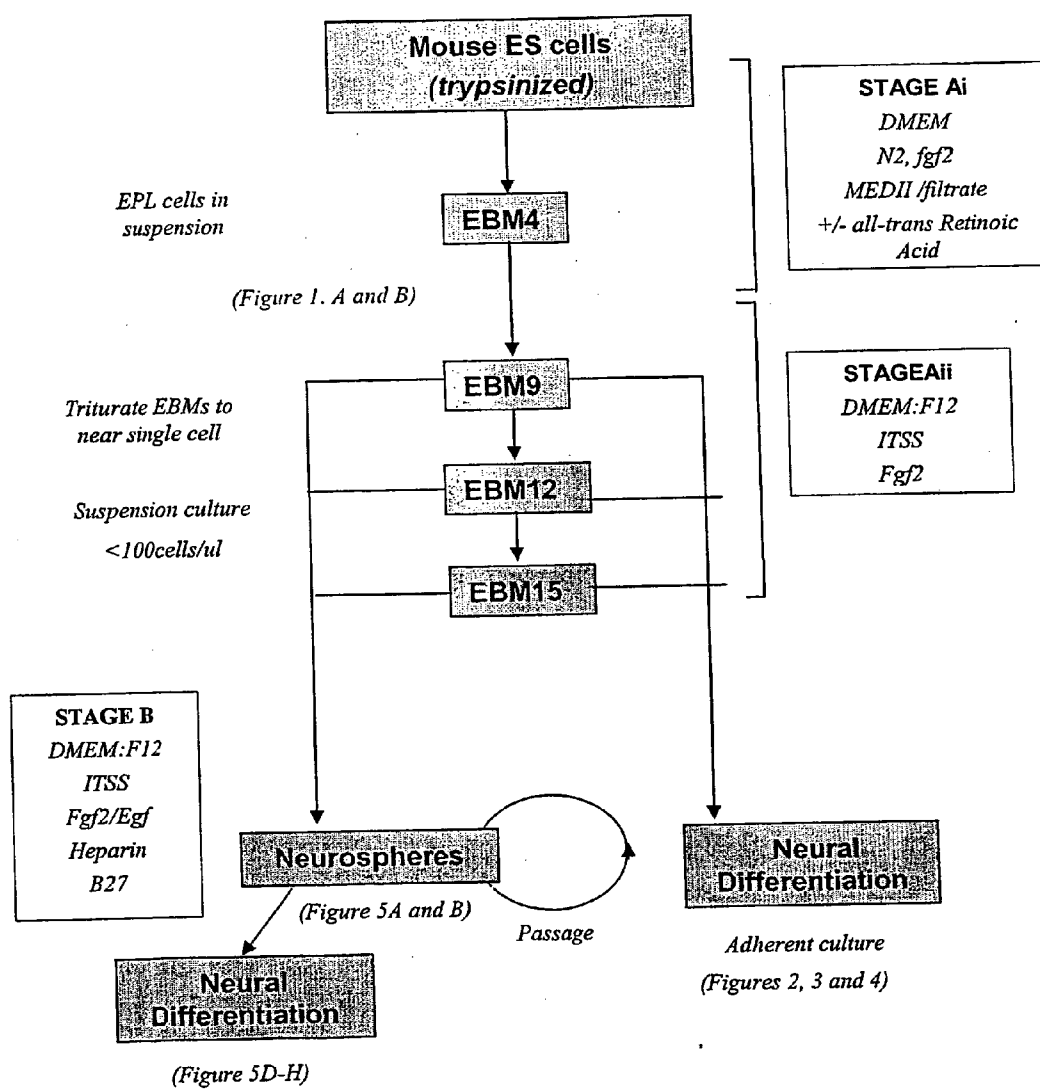 Mouse ES cells
(trypsinized)
STAGE Ai
DMEM
N2, fgf2
MEDII /filtrate
+/- all-trans Retinoic
Acid
EPL cells in
suspension
EBM4
(Figure 1. A and B)
EBM9
Triturate EBMs to
near single cell
STAGEAii
DMEM:F12
ITSS
Fgf2
EBM12
Suspension culture
<100cells/ul
EBM15
STAGE B
DMEM:F12
ITSS
Fgf2/Egf
Heparin
B27
Neurospheres
(Figure 5A and B)
Passage
Neural
Differentiation
Adherent culture
(Figures 2, 3 and 4)
Neural
Differentiation
(Figure 5D-H)